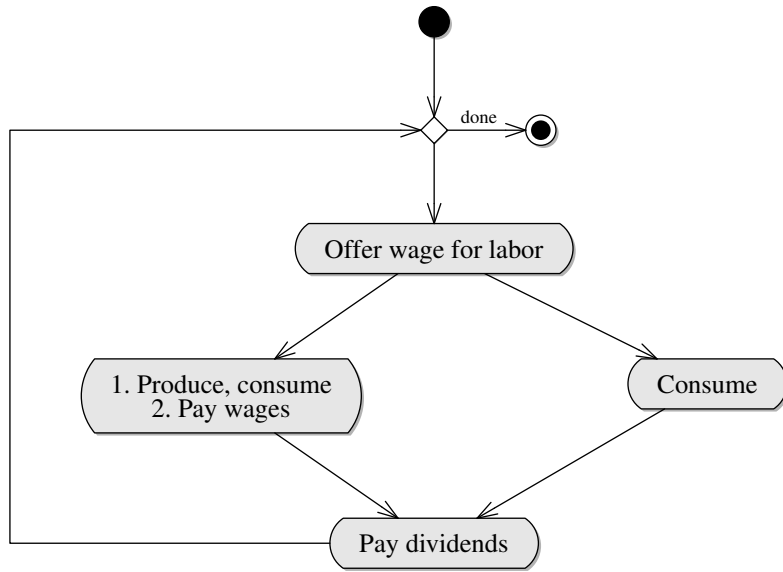 done
Offer wage for labor
1. Produce, consume
2. Pay wages
Consume
Pay dividends